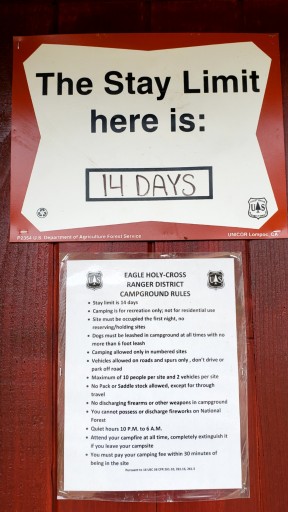 The Stay Limit
here is:
14 DAYS
P23S4 U.S. Department of Agriculture Forest Service
UNICOR Lompoc, CA
EAGLE HOLY-CROSS
RANGER DISTRICT
CAMPGROUND RULES
• Stay limit is 14 days
• Camping is for recreation only; not for residential use
• Site must be occupied the first night, no
reserving/holding sites
• Dogs must be leashed in campground at all times with no
more than 6 foot leash
• Camping allowed only in numbered sites
• Vehicles allowed on roads and spurs only , don't drive or
park off road
• Maximum of 10 people per site and 2 vehicles per site
• No Pack or Saddle stock allowed, except for through
travel
• No discharging firearms or other weapons in campground
• You cannot possess or discharge fireworks on National
Forest
• Quiet hours 10 P.M. to 6 A.M.
• Attend your campfire at all time, completely extinguish it
if you leave your campsite
• You must pay your camping fee within 30 minutes of
being in the site
Pursuant to